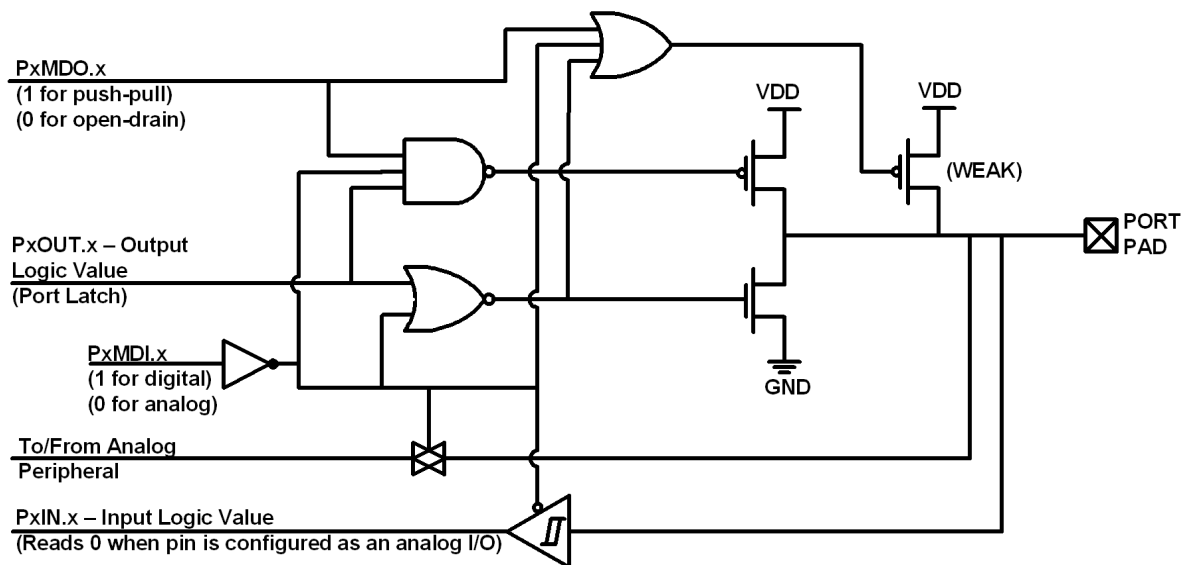 PxMDO.x
(1 for push-pull)
(0 for open-drain)
VDD
VDD
(WEAK)
PORT
PAD
PxOUT.x – Output
Logic Value
(Port Latch)
PxMDI.x
(1 for digital)
(0 for analog)
GND
To/From Analog
Peripheral
PxIN.x – Input Logic Value
(Reads 0 when pin is configured as an analog I/O)